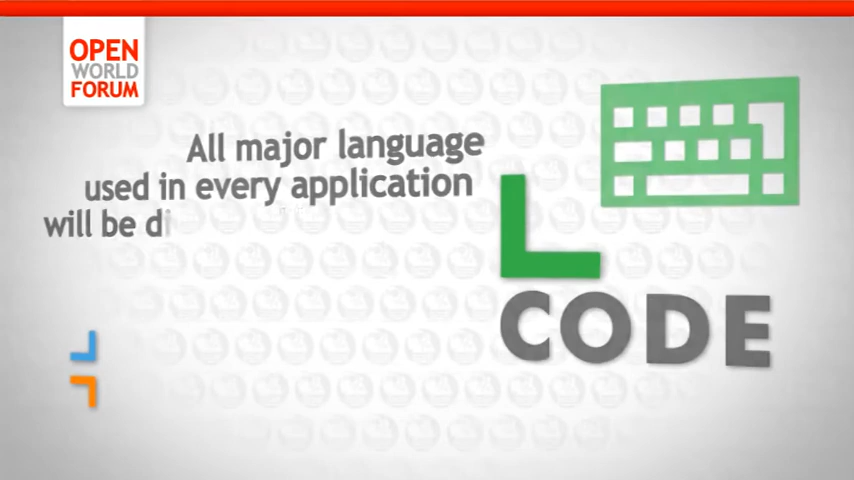 OPEN
WORLD
FORUM
All major language
used in every application
will be di
CODE